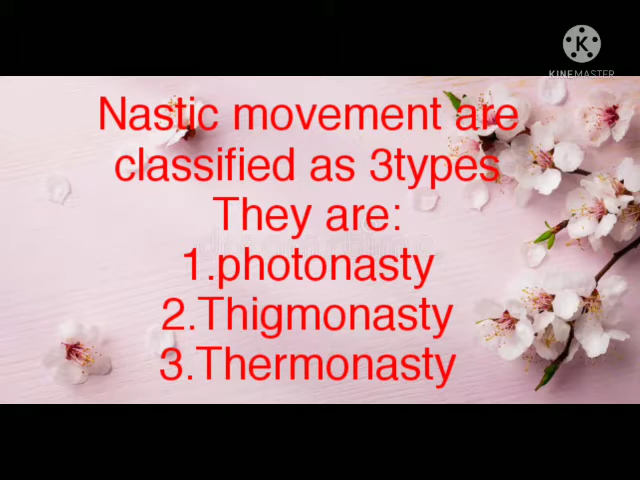 KINEMASTER
Nastic movement are
classified as 3types
They are:
1.photonasty
2.Thigmonasty
3.Thermonasty